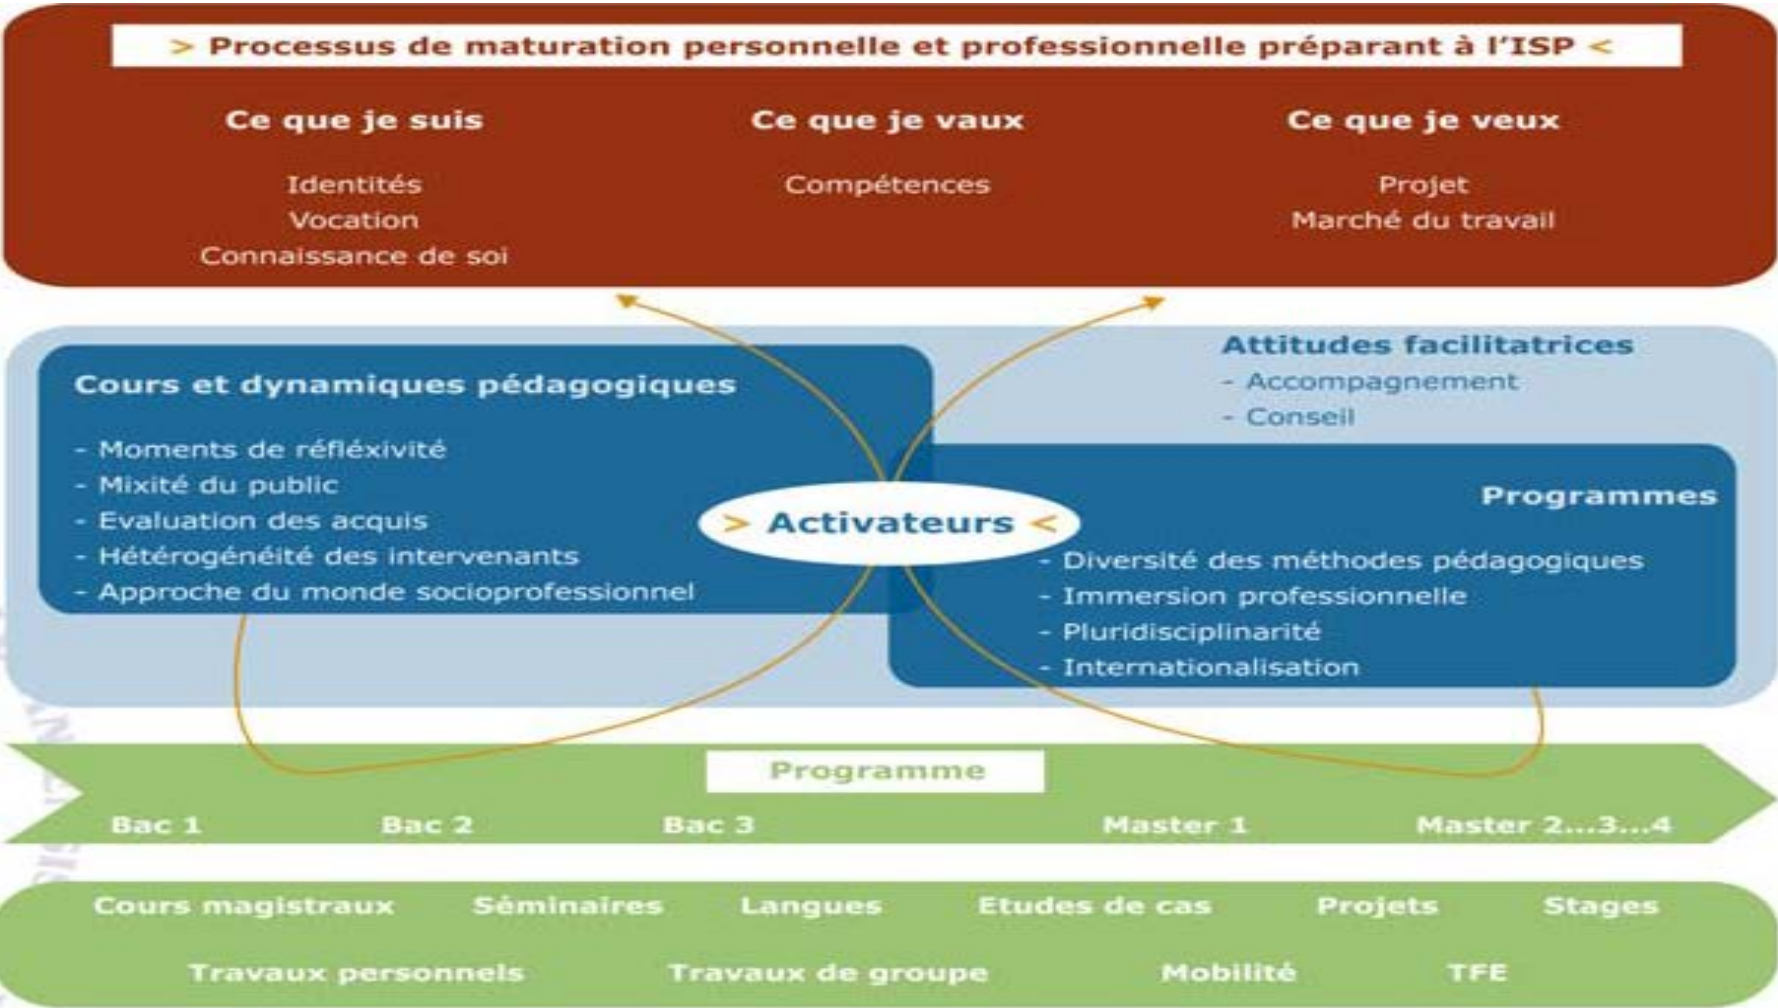 > Processus de maturation personnelle et professionnelle préparant à l'ISP <
Ce que je suis
Identités
Vocation
Connaissance de soi
Ce que je vaux
Compétences
Ce que je veux
Projet
Marché du travail
Attitudes facilitatrices
- Accompagnement
- Conseil
Cours et dynamiques pédagogiques
- Moments de réfléxivité
- Mixité du public
- Evaluation des acquis
- Hétérogénéité des intervenants
- Approche du monde socioprofessionnel
> Activateurs <
Programmes
- Diversité des méthodes pédagogiques
- Immersion professionnelle
- Pluridisciplinarité
- Internationalisation
Programme
Bac 1 Bac 2 Bac 3 Master 1 Master 2...3...4
Cours magistraux Séminaires Langues Etudes de cas Projets Stages
Travaux personnels Travaux de groupe Mobilité TFE